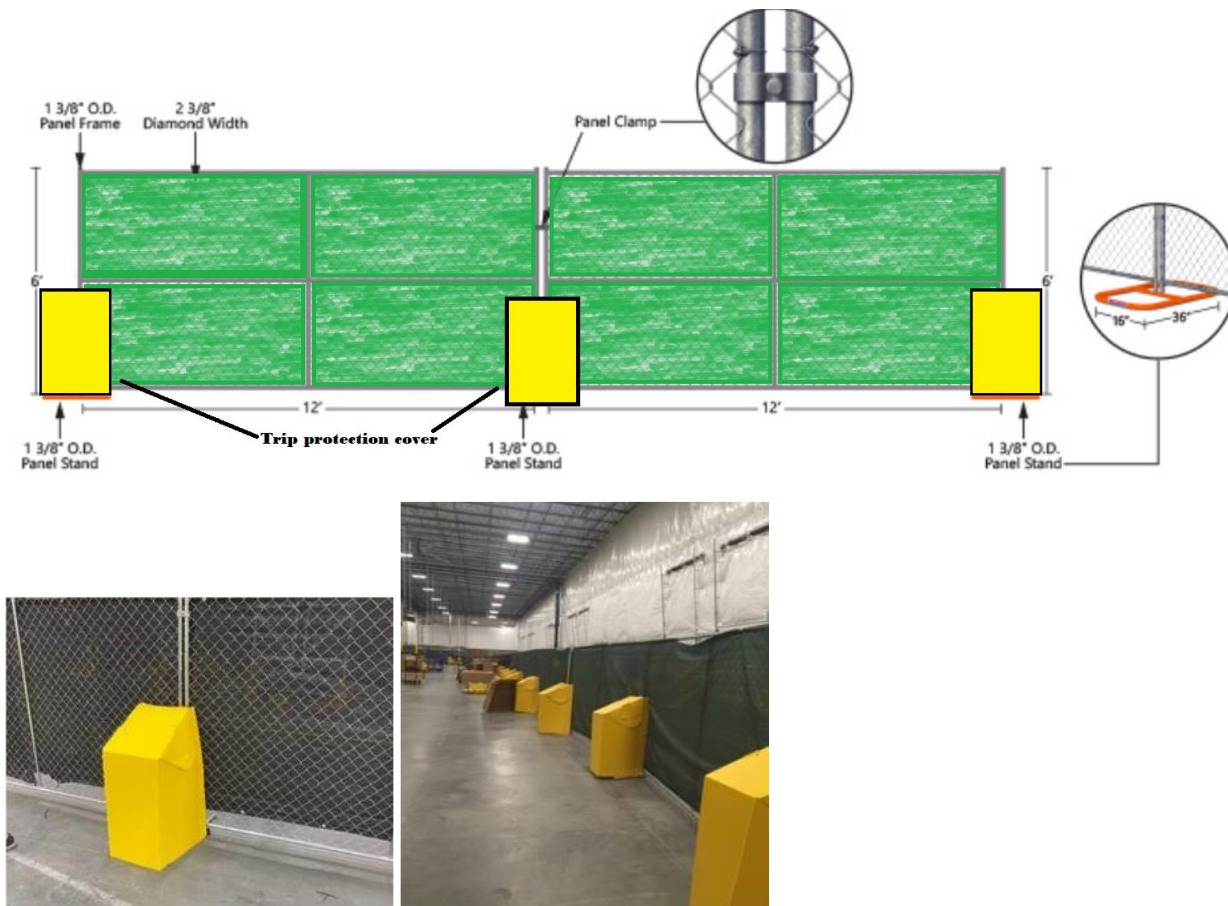 1 3/8" O.D.
Panel Frame
2 3/8"
Diamond Width
Panel Clamp
6'
6'
16"
36"
12'
12'
Trip protection cover
1 3/8" O.D.
Panel Stand
1 3/8" O.D.
Panel Stand
1 3/8" O.D.
Panel Stand